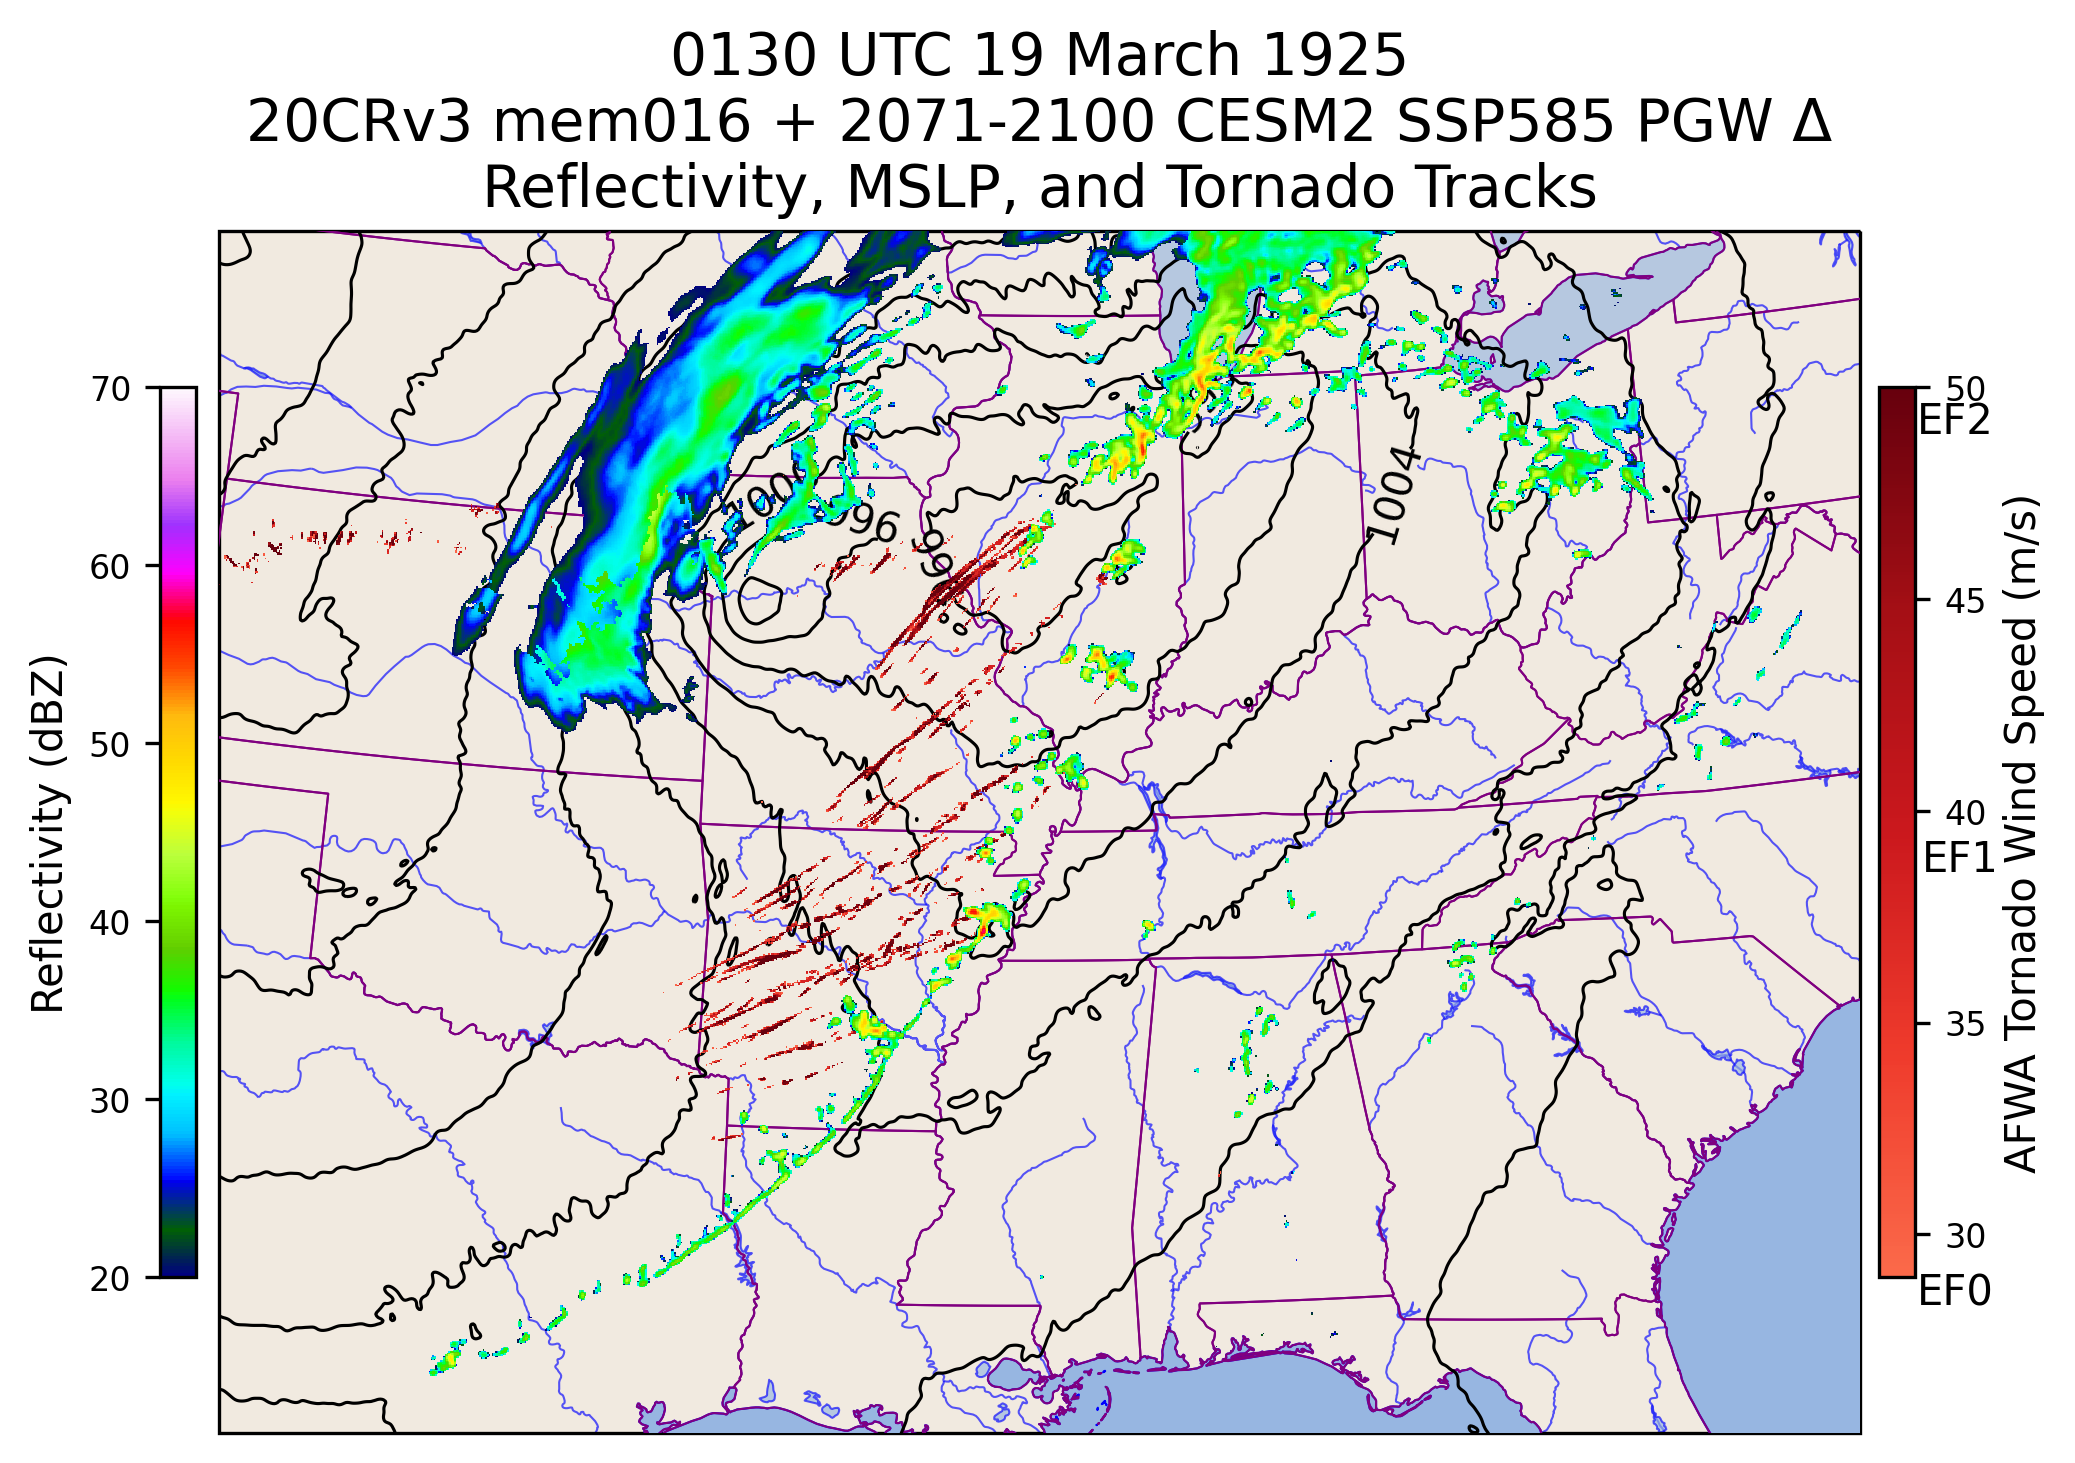 0130 UTC 19 March 1925
20CRv3 mem016 + 2071-2100 CESM2 SSP585 PGW Δ
Reflectivity, MSLP, and Tornado Tracks
70
60
50
40
30
20
Reflectivity (dBZ)
996
1004
50
EF2
45
40
EF1
35
30
EF0
AFWA Tornado Wind Speed (m/s)